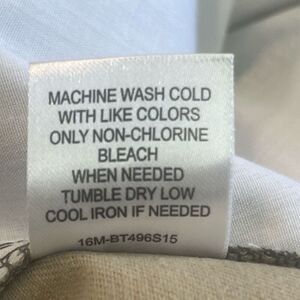 MACHINE WASH COLD
WITH LIKE COLORS
ONLY NON-CHLORINE
BLEACH
WHEN NEEDED
TUMBLE DRY LOW
COOL IRON IF NEEDED
16M-BT496S15